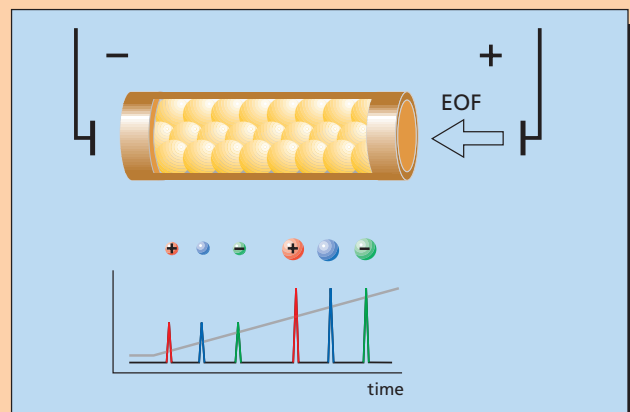 − +
EOF
+ − + −
time